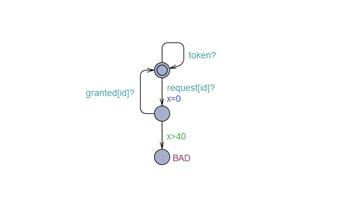 token?
granted[id]?
request[id]?
x=0
x>40
BAD